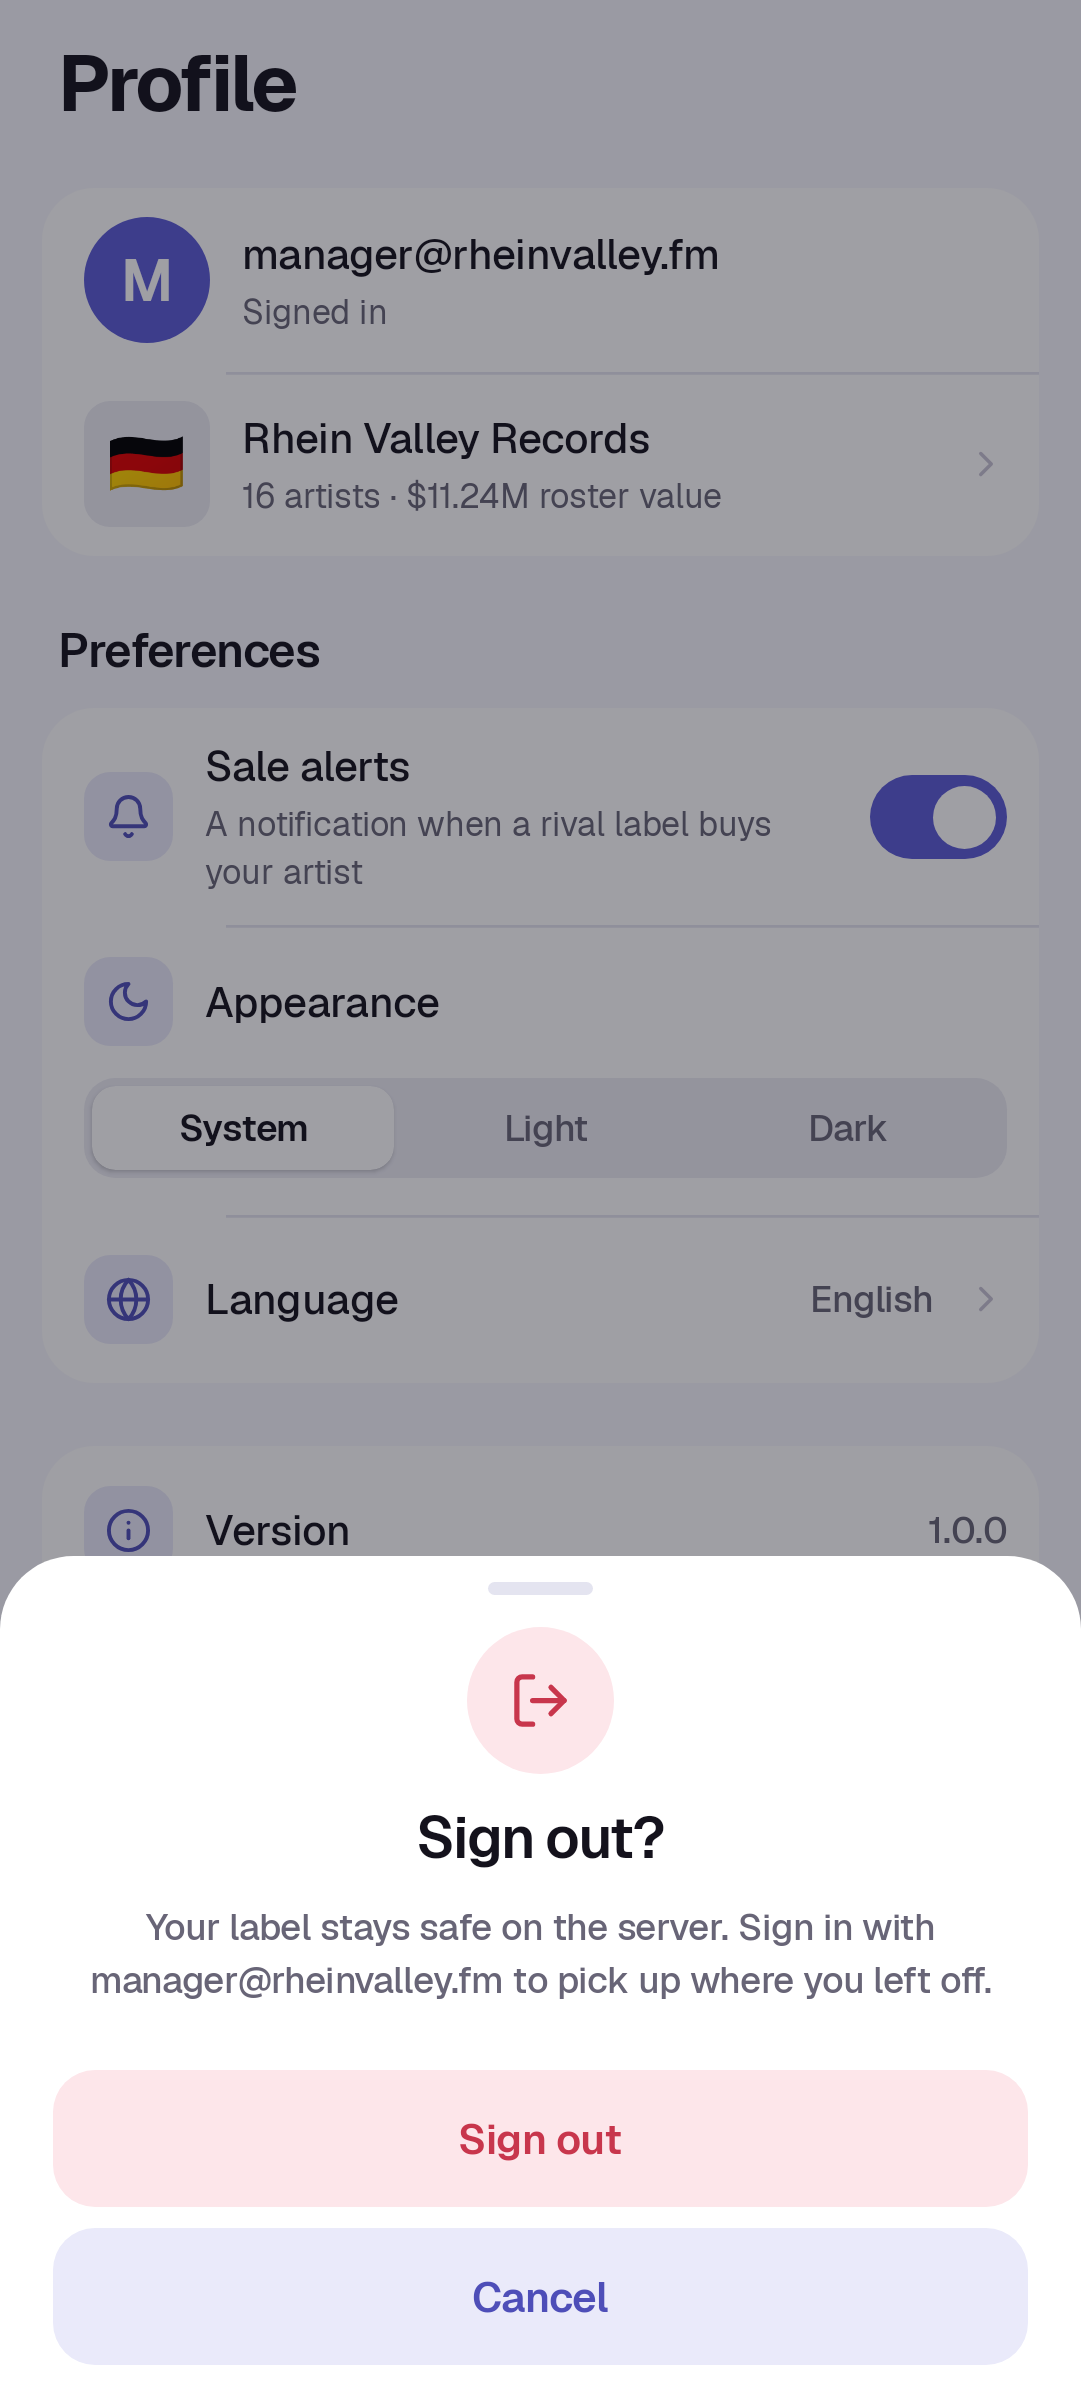 Profile
M
manager@rheinvalley.fm
Signed in
Rhein Valley Records
16 artists · $11.24M roster value
Preferences
Sale alerts
A notification when a rival label buys
your artist
Appearance
System
Light
Dark
Language
English
Version
1.0.0
Sign out?
Your label stays safe on the server. Sign in with
manager@rheinvalley.fm to pick up where you left off.
Sign out
Cancel